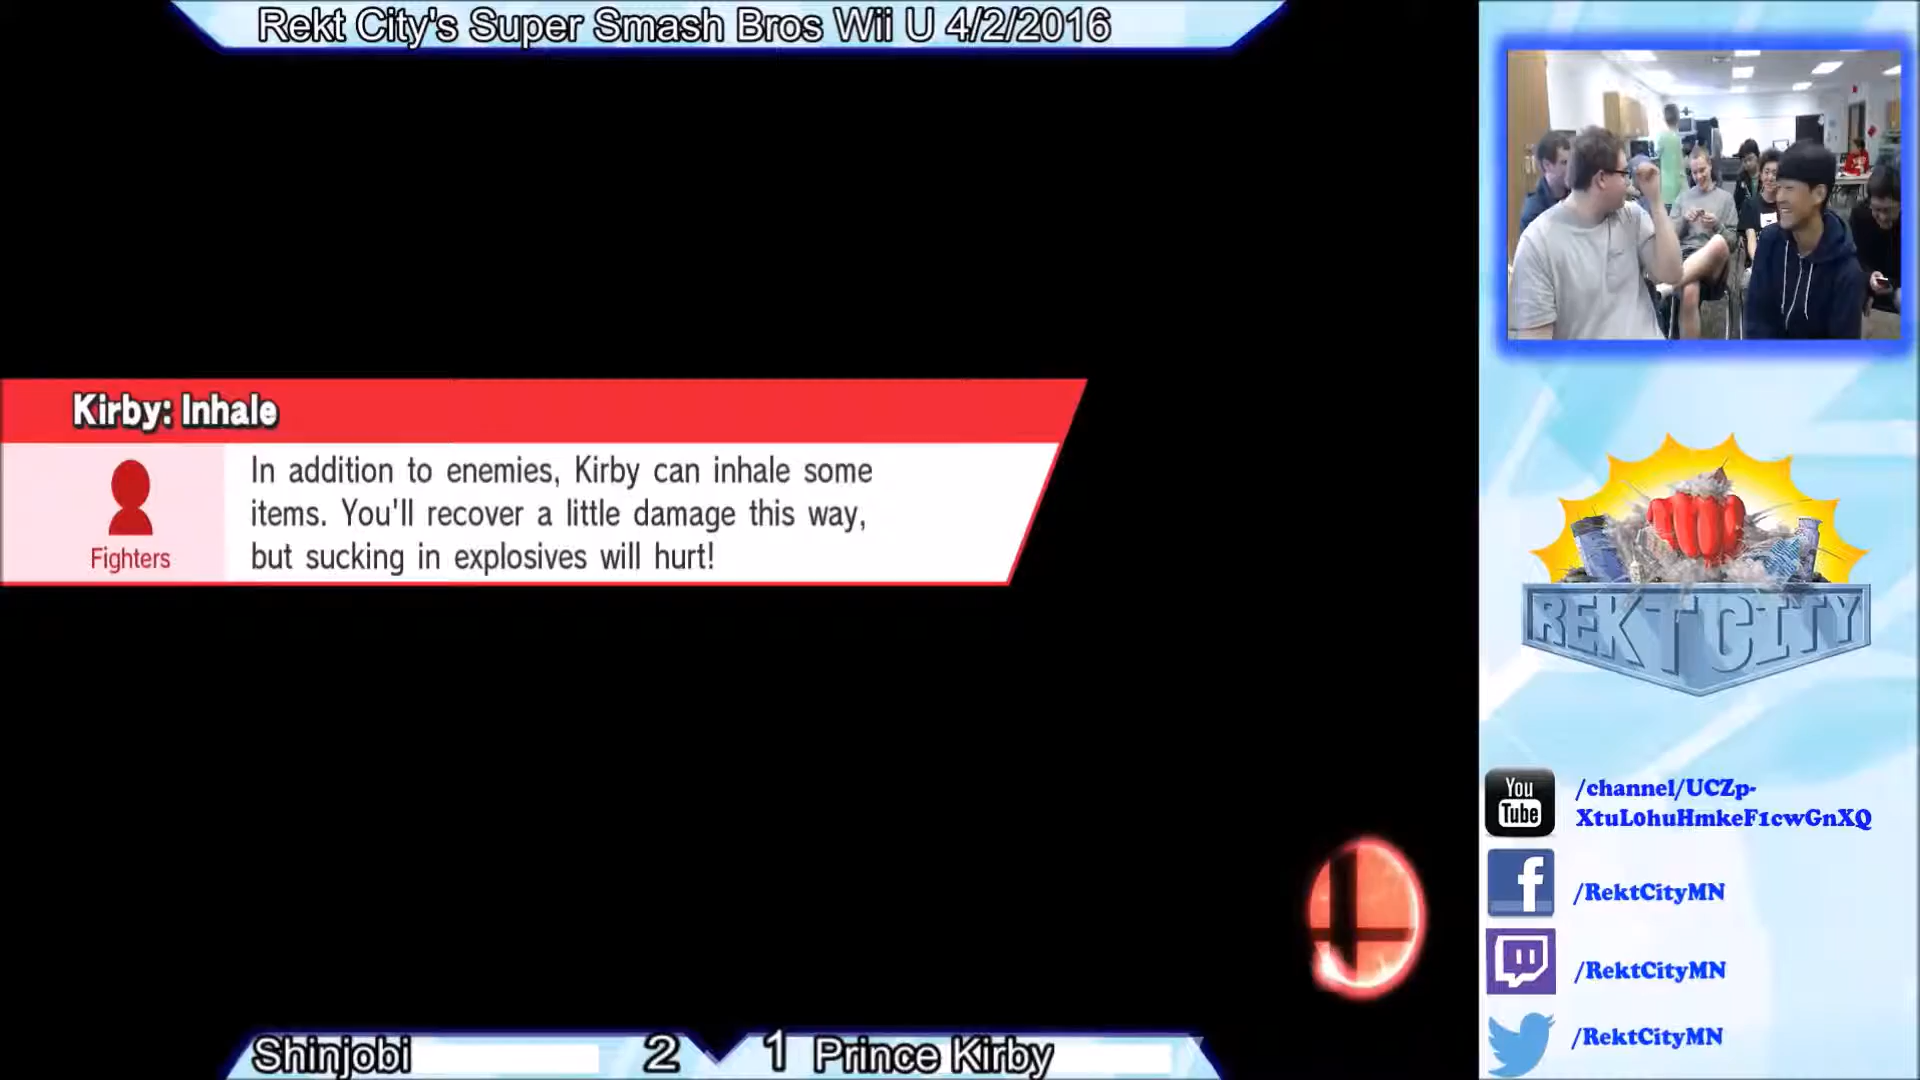 Rekt City's Super Smash Bros Wii U 4/2/2016
Kirby: Inhale
Fighters
In addition to enemies, Kirby can inhale some
items. You'll recover a little damage this way,
but sucking in explosives will hurt!
REKT CITY
You
Tube
/channel/UCZp-
XtuL0huHmkeF1cwGnXQ
/RektCityMN
/RektCityMN
/RektCityMN
Shinjobi 2 1 Prince Kirby